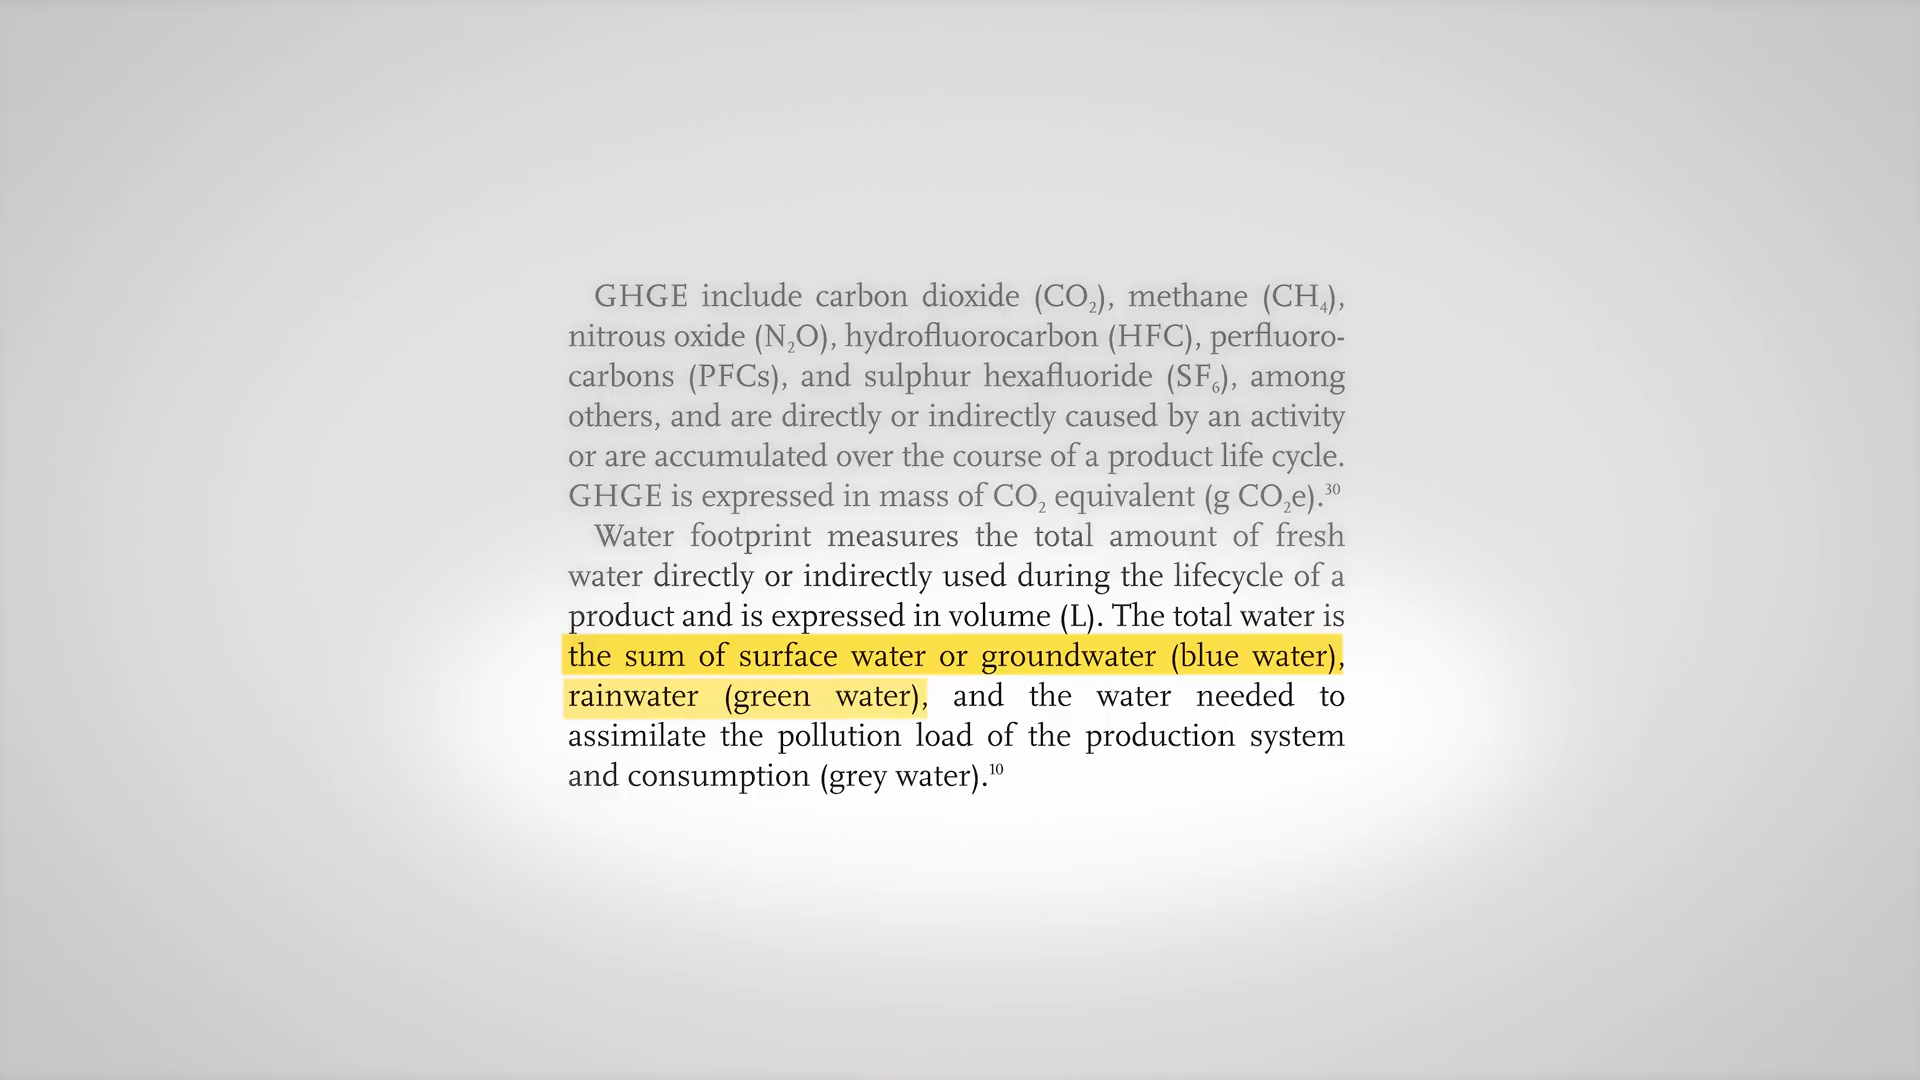 GHGE include carbon dioxide (CO₂), methane (CH₄),
nitrous oxide (N₂O), hydrofluorocarbon (HFC), perfluoro-
carbons (PFCs), and sulphur hexafluoride (SF₆), among
others, and are directly or indirectly caused by an activity
or are accumulated over the course of a product life cycle.
GHGE is expressed in mass of CO₂ equivalent (g CO₂e).³⁰
Water footprint measures the total amount of fresh
water directly or indirectly used during the lifecycle of a
product and is expressed in volume (L). The total water is
the sum of surface water or groundwater (blue water),
rainwater (green water), and the water needed to
assimilate the pollution load of the production system
and consumption (grey water).¹⁰